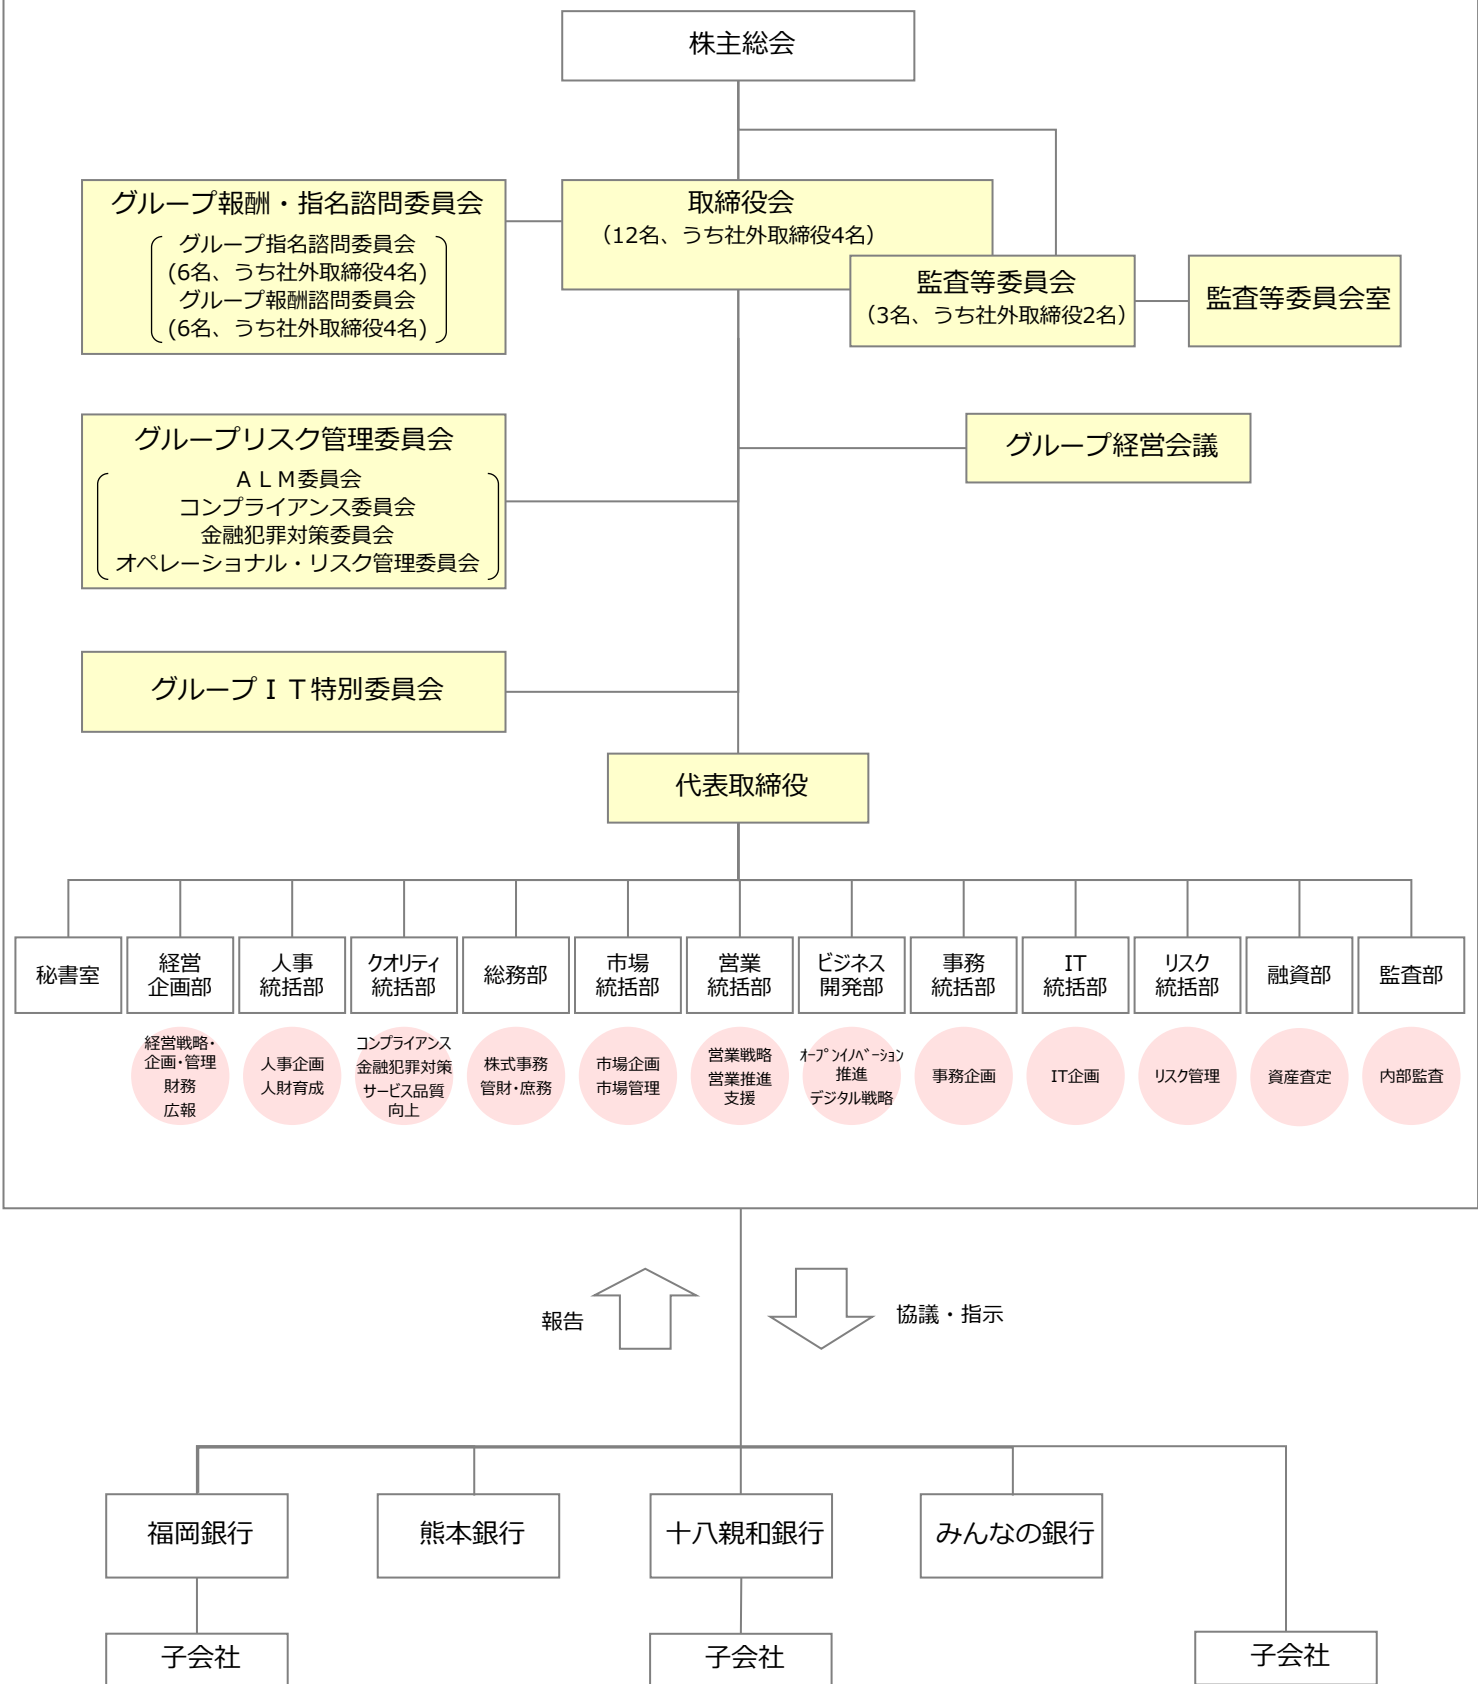 株主総会
グループ報酬・指名諮問委員会
グループ指名諮問委員会
(6名、うち社外取締役4名)
グループ報酬諮問委員会
(6名、うち社外取締役4名)
取締役会
（12名、うち社外取締役4名）
監査等委員会
（3名、うち社外取締役2名）
監査等委員会室
グループリスク管理委員会
ＡＬＭ委員会
コンプライアンス委員会
金融犯罪対策委員会
オペレーショナル・リスク管理委員会
グループ経営会議
グループＩＴ特別委員会
代表取締役
秘書室
経営
企画部
人事
統括部
クオリティ
統括部
総務部
市場
統括部
営業
統括部
ビジネス
開発部
事務
統括部
IT
統括部
リスク
統括部
融資部
監査部
経営戦略・
企画・管理
財務
広報
人事企画
人財育成
コンプライアンス
金融犯罪対策
サービス品質
向上
株式事務
管財・庶務
市場企画
市場管理
営業戦略
営業推進
支援
ｵｰﾌﾟﾝｲﾉﾍﾞｰｼｮﾝ
推進
デジタル戦略
事務企画
IT企画
リスク管理
資産査定
内部監査
報告
協議・指示
福岡銀行
熊本銀行
十八親和銀行
みんなの銀行
子会社
子会社
子会社